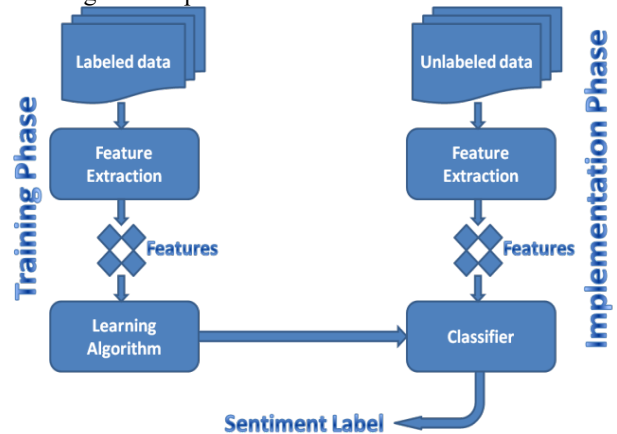 Labeled data
Unlabeled data
Training Phase
Implementation Phase
Feature
Extraction
Feature
Extraction
Features
Features
Learning
Algorithm
Classifier
Sentiment Label